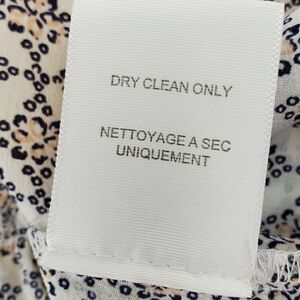 DRY CLEAN ONLY
NETTOYAGE A SEC
UNIQUEMENT